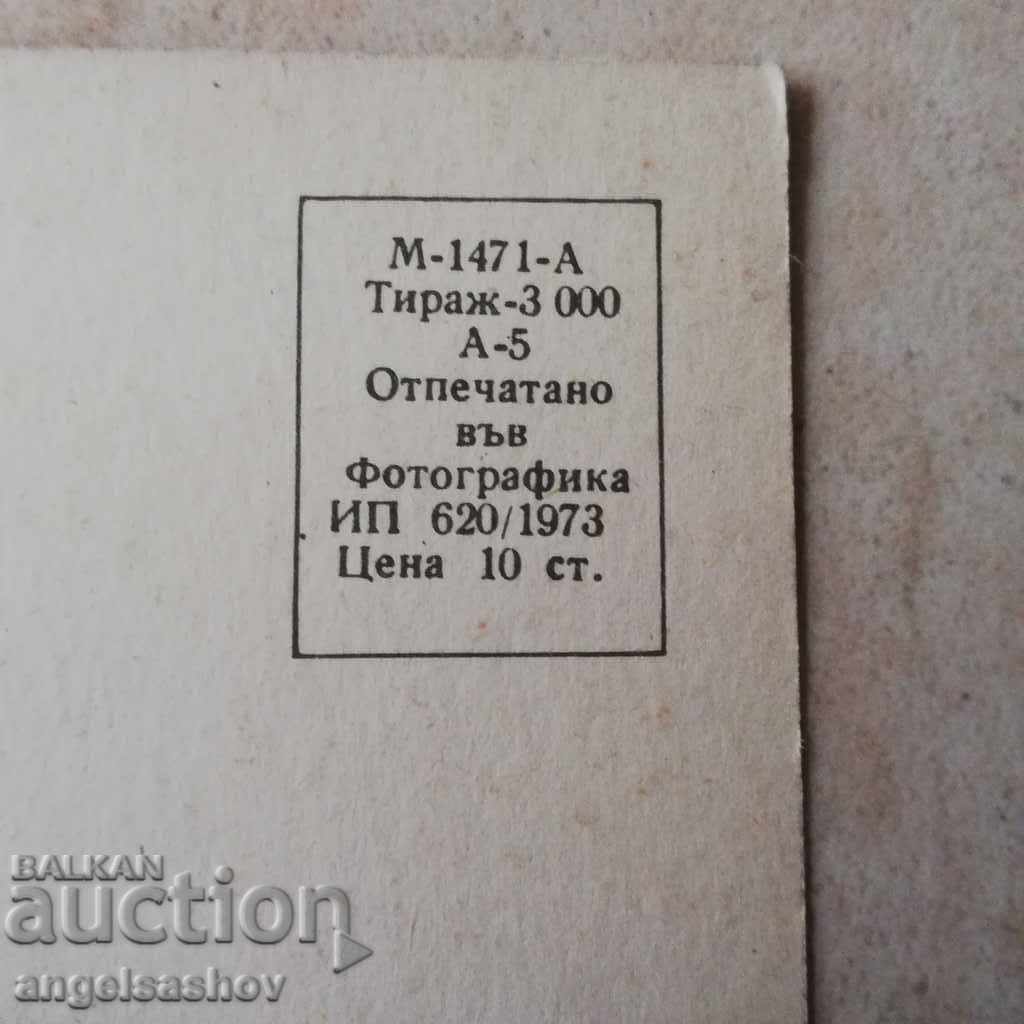 М-1471-А
Тираж-3 000
А-5
Отпечатано
във
Фотографика
ИП 620/1973
Цена 10 ст.
BALKAN
auction
angelsashov